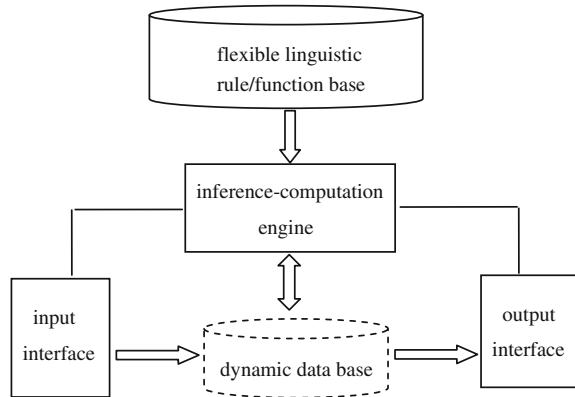 flexible linguistic
rule/function base
inference-computation
engine
input
interface
dynamic data base
output
interface